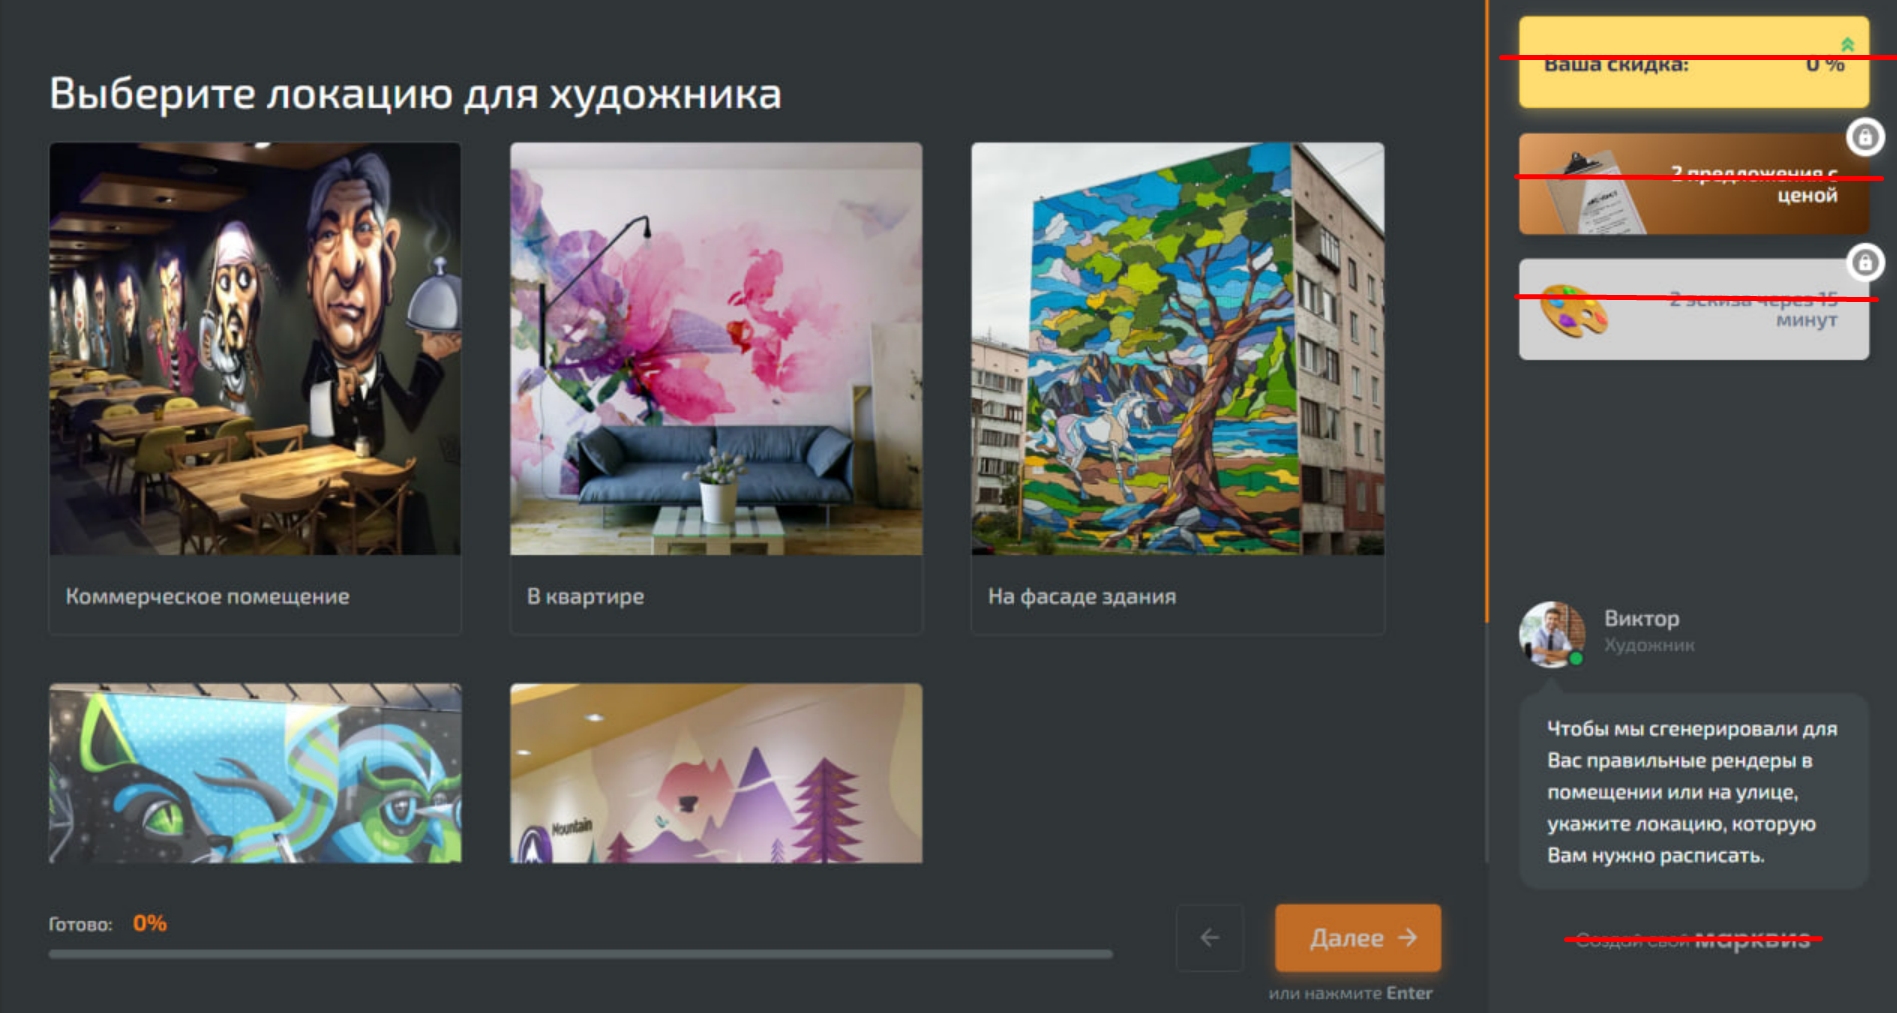 Выберите локацию для художника
Коммерческое помещение
В квартире
На фасаде здания
Mountain
Готово: 0%
Далее →
или нажмите Enter
Ваша скидка: 0 %
2 предложения с
ценой
2 эскиза через 15
минут
Виктор
Художник
Чтобы мы сгенерировали для
Вас правильные рендеры в
помещении или на улице,
укажите локацию, которую
Вам нужно расписать.
Создай свой марквиз